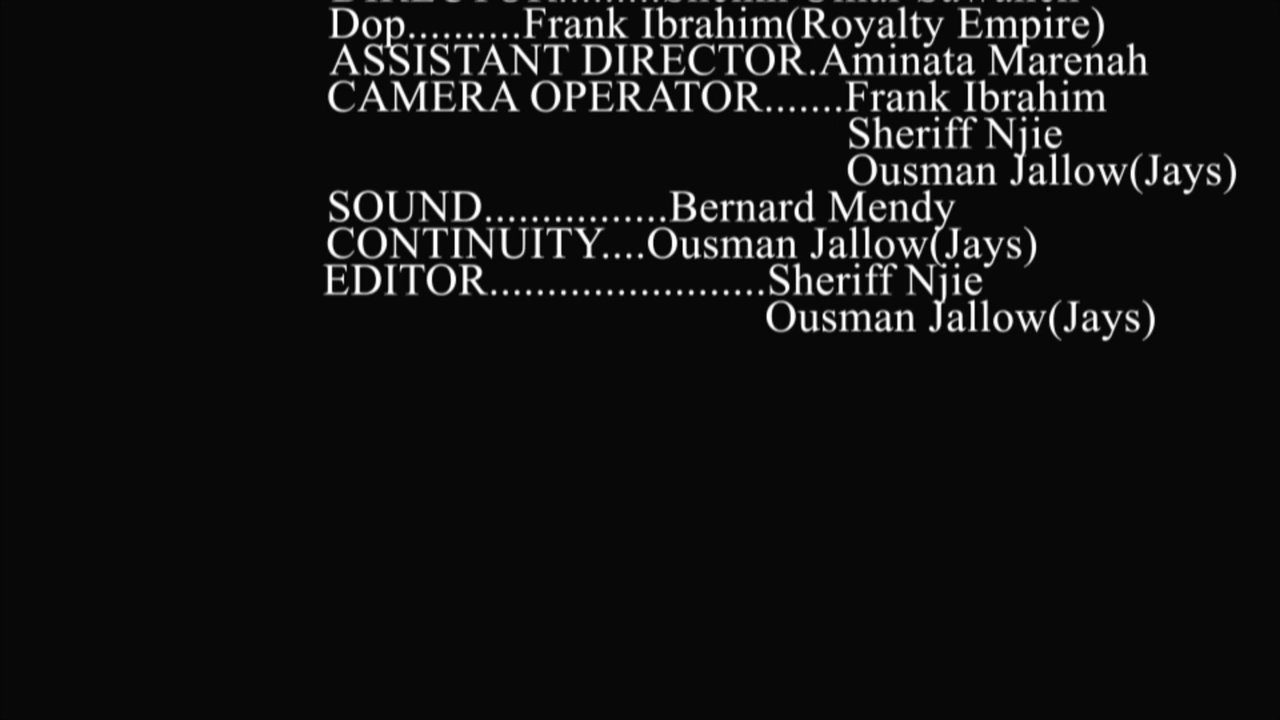 Dop..........Frank Ibrahim(Royalty Empire)
ASSISTANT DIRECTOR.Aminata Marenah
CAMERA OPERATOR.......Frank Ibrahim
Sheriff Njie
Ousman Jallow(Jays)
SOUND................Bernard Mendy
CONTINUITY....Ousman Jallow(Jays)
EDITOR........................Sheriff Njie
Ousman Jallow(Jays)